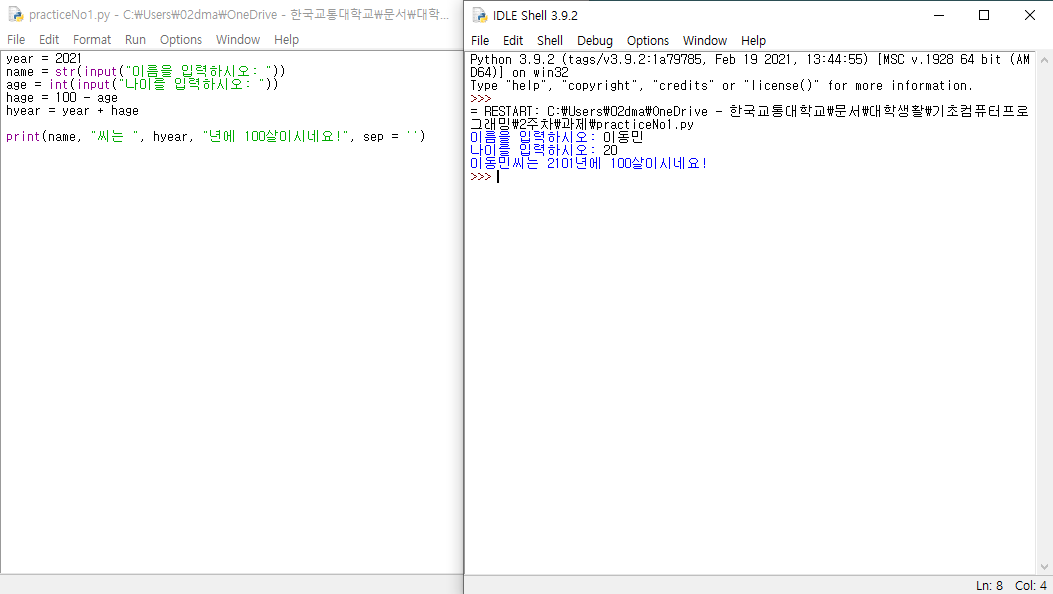 practiceNo1.py - C:\Users\02dma\OneDrive - 한국교통대학교\문서\대학...
File Edit Format Run Options Window Help
year = 2021
name = str(input("이름을 입력하시오: "))
age = int(input("나이를 입력하시오: "))
hage = 100 - age
hyear = year + hage
print(name, "씨는 ", hyear, "년에 100살이시네요!", sep = '')
IDLE Shell 3.9.2
File Edit Shell Debug Options Window Help
Python 3.9.2 (tags/v3.9.2:1a79785, Feb 19 2021, 13:44:55) [MSC v.1928 64 bit (AM
D64)] on win32
Type "help", "copyright", "credits" or "license()" for more information.
>>>
= RESTART: C:\Users\02dma\OneDrive - 한국교통대학교\문서\대학생활\기초컴퓨터프로
그래밍\2주차\과제\practiceNo1.py
이름을 입력하시오: 이동민
나이를 입력하시오: 20
이동민씨는 2101년에 100살이시네요!
>>>
Ln: 8 Col: 4